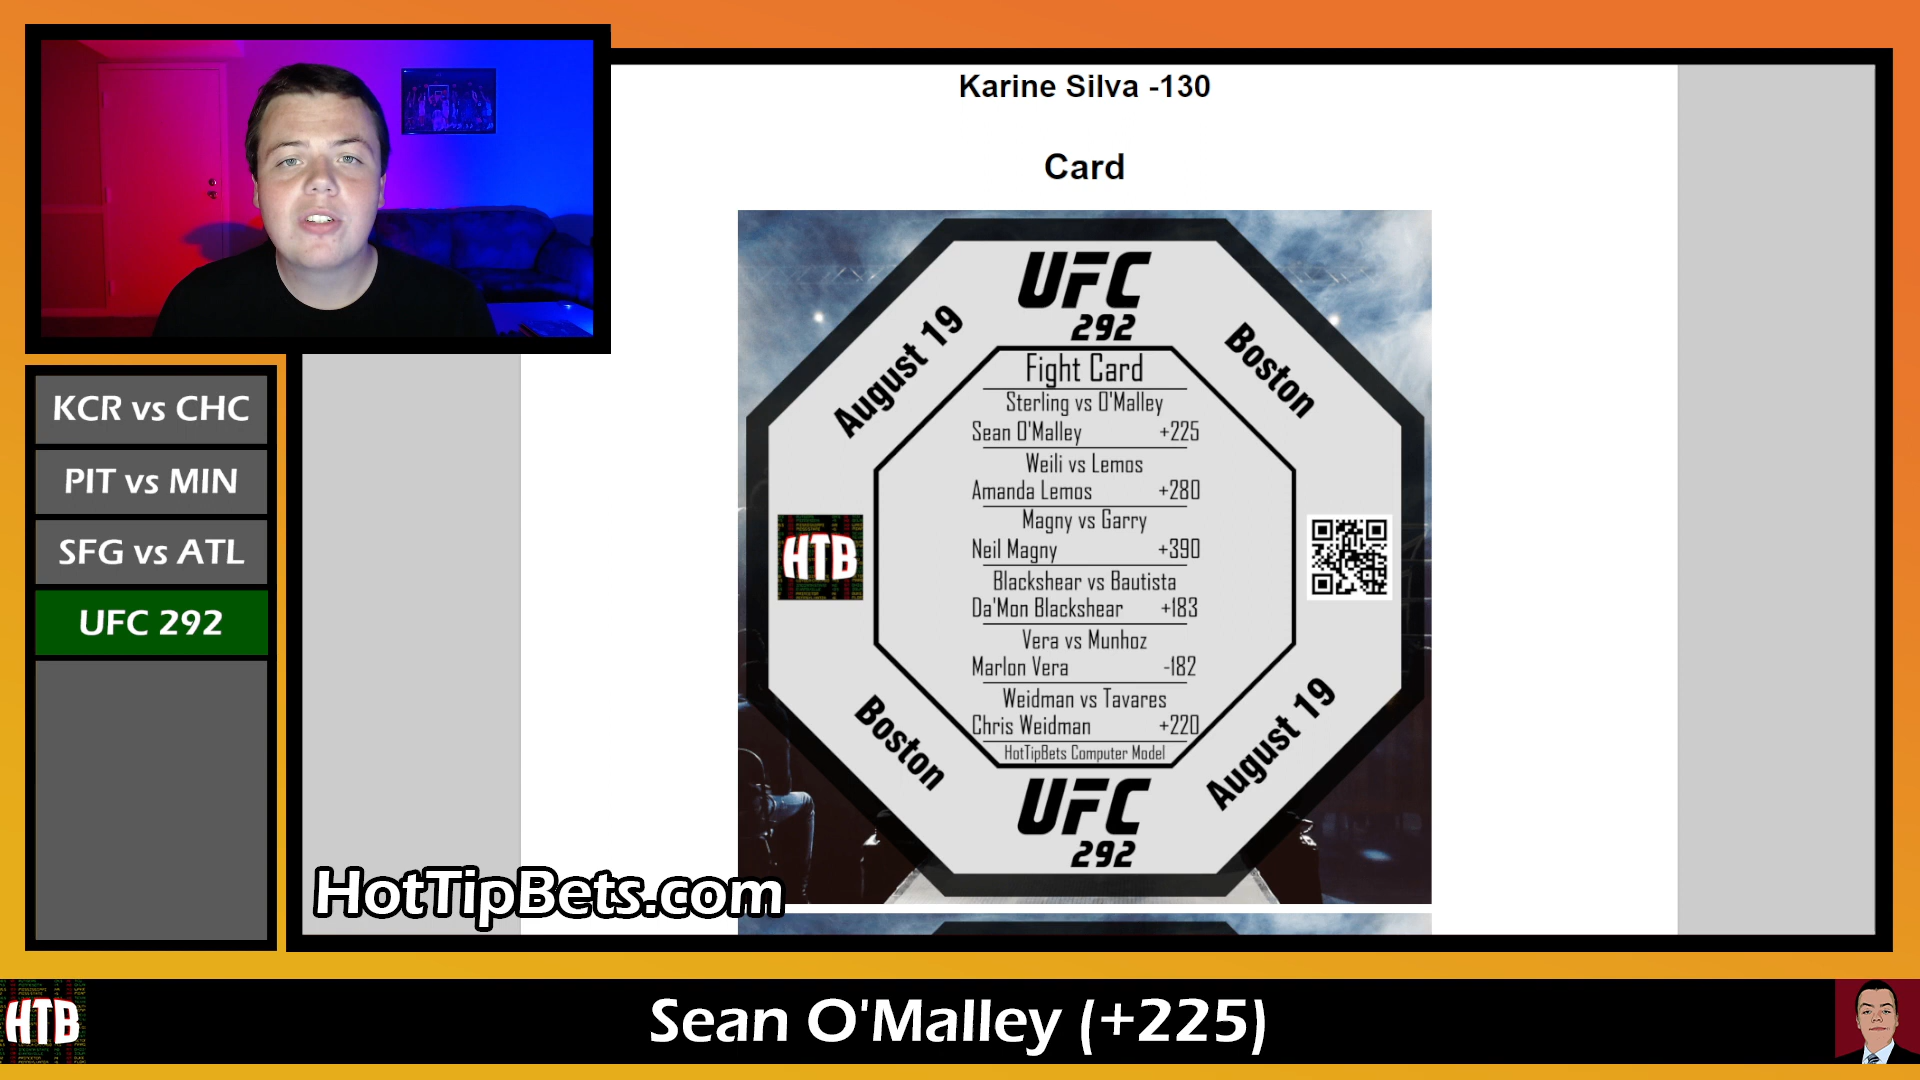 Karine Silva -130
Card
UFC
292
August 19
Boston
Fight Card
Sterling vs O'Malley
Sean O'Malley +225
Weili vs Lemos
Amanda Lemos +280
Magny vs Garry
Neil Magny +390
Blackshear vs Bautista
Da'Mon Blackshear +183
Vera vs Munhoz
Marlon Vera -182
Weidman vs Tavares
Chris Weidman +220
HotTipBets Computer Model
HTB
Boston
August 19
UFC
292
KCR vs CHC
PIT vs MIN
SFG vs ATL
UFC 292
HotTipBets.com
HTB
Sean O'Malley (+225)